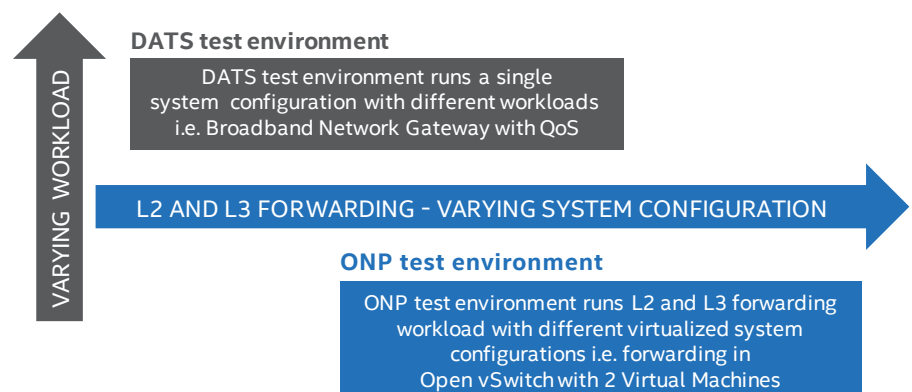 DATS test environment
DATS test environment runs a single
system configuration with different workloads
i.e. Broadband Network Gateway with QoS
VARYING WORKLOAD
L2 AND L3 FORWARDING - VARYING SYSTEM CONFIGURATION
ONP test environment
ONP test environment runs L2 and L3 forwarding
workload with different virtualized system
configurations i.e. forwarding in
Open vSwitch with 2 Virtual Machines